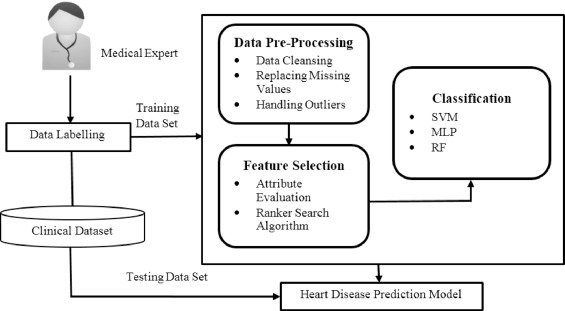 Medical Expert
Data Labelling
Training
Data Set
Clinical Dataset
Testing Data Set
Data Pre-Processing
• Data Cleansing
• Replacing Missing
Values
• Handling Outliers
Feature Selection
• Attribute
Evaluation
• Ranker Search
Algorithm
Classification
• SVM
• MLP
• RF
Heart Disease Prediction Model